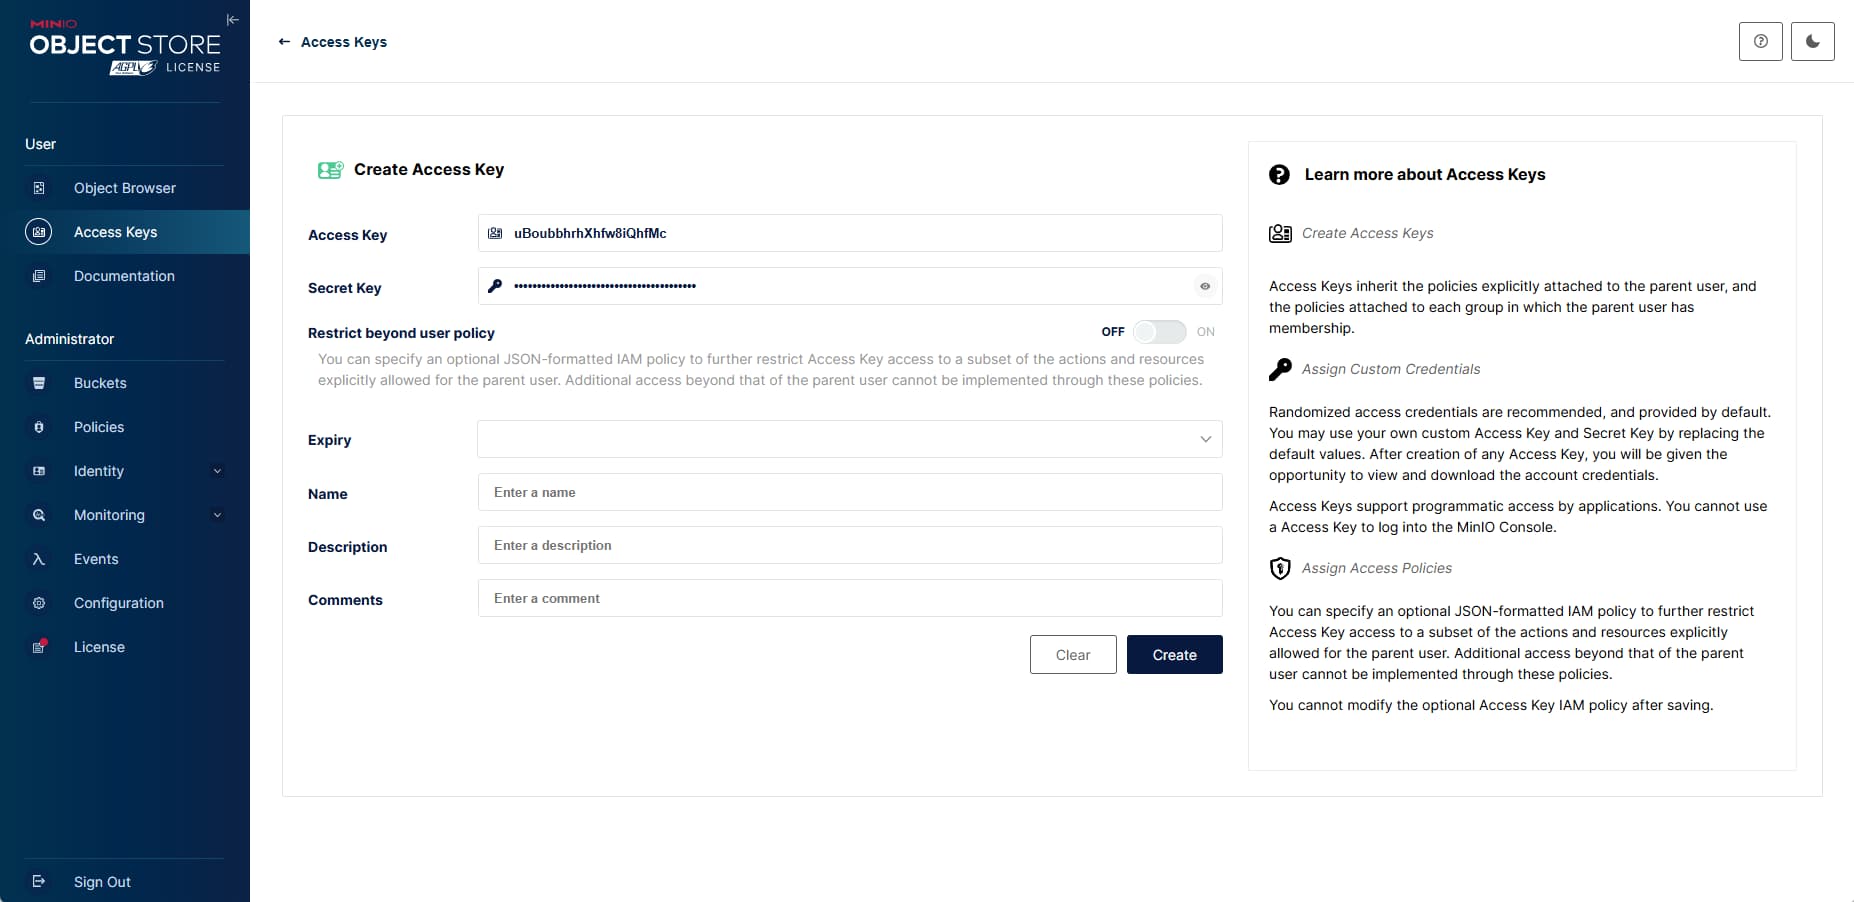 MINIO
OBJECT STORE
AGPLv3 LICENSE
User
Object Browser
Access Keys
Documentation
Administrator
Buckets
Policies
Identity
Monitoring
Events
Configuration
License
Sign Out
← Access Keys
Create Access Key
Access Key
uBoubbhrhXhfw8iQhfMc
Secret Key
••••••••••••••••••••••••••••••••••••••••
Restrict beyond user policy
OFF
ON
You can specify an optional JSON-formatted IAM policy to further restrict Access Key access to a subset of the actions and resources
explicitly allowed for the parent user. Additional access beyond that of the parent user cannot be implemented through these policies.
Expiry
Name
Enter a name
Description
Enter a description
Comments
Enter a comment
Clear
Create
Learn more about Access Keys
Create Access Keys
Access Keys inherit the policies explicitly attached to the parent user, and
the policies attached to each group in which the parent user has
membership.
Assign Custom Credentials
Randomized access credentials are recommended, and provided by default.
You may use your own custom Access Key and Secret Key by replacing the
default values. After creation of any Access Key, you will be given the
opportunity to view and download the account credentials.
Access Keys support programmatic access by applications. You cannot use
a Access Key to log into the MinIO Console.
Assign Access Policies
You can specify an optional JSON-formatted IAM policy to further restrict
Access Key access to a subset of the actions and resources explicitly
allowed for the parent user. Additional access beyond that of the parent
user cannot be implemented through these policies.
You cannot modify the optional Access Key IAM policy after saving.